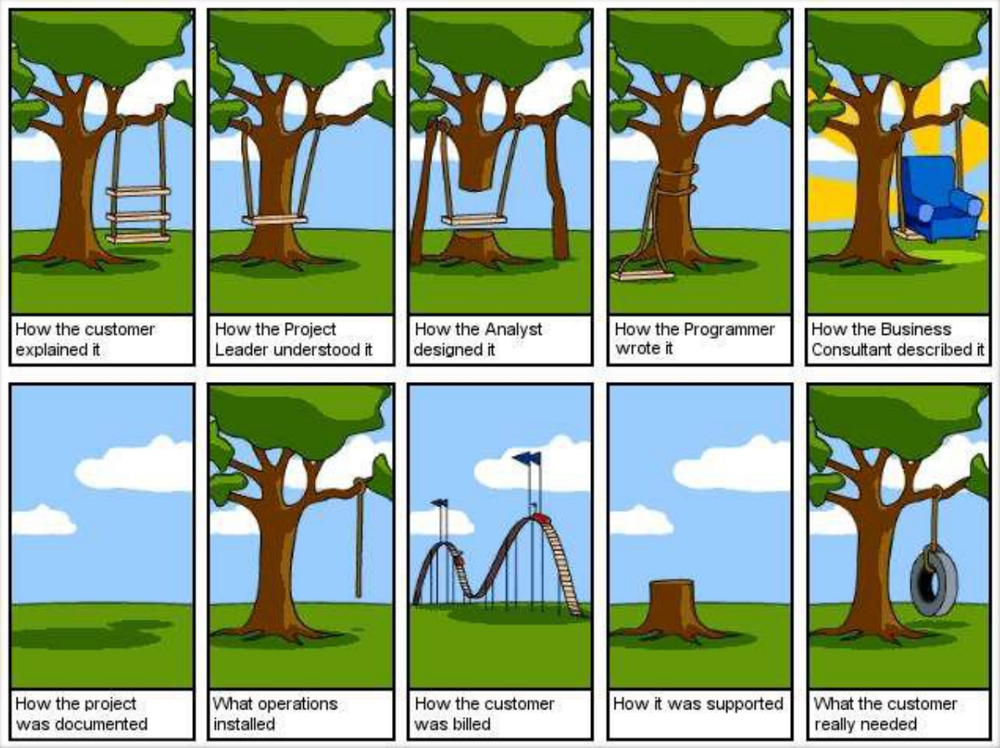 How the customer
explained it
How the Project
Leader understood it
How the Analyst
designed it
How the Programmer
wrote it
How the Business
Consultant described it
How the project
was documented
What operations
installed
How the customer
was billed
How it was supported
What the customer
really needed